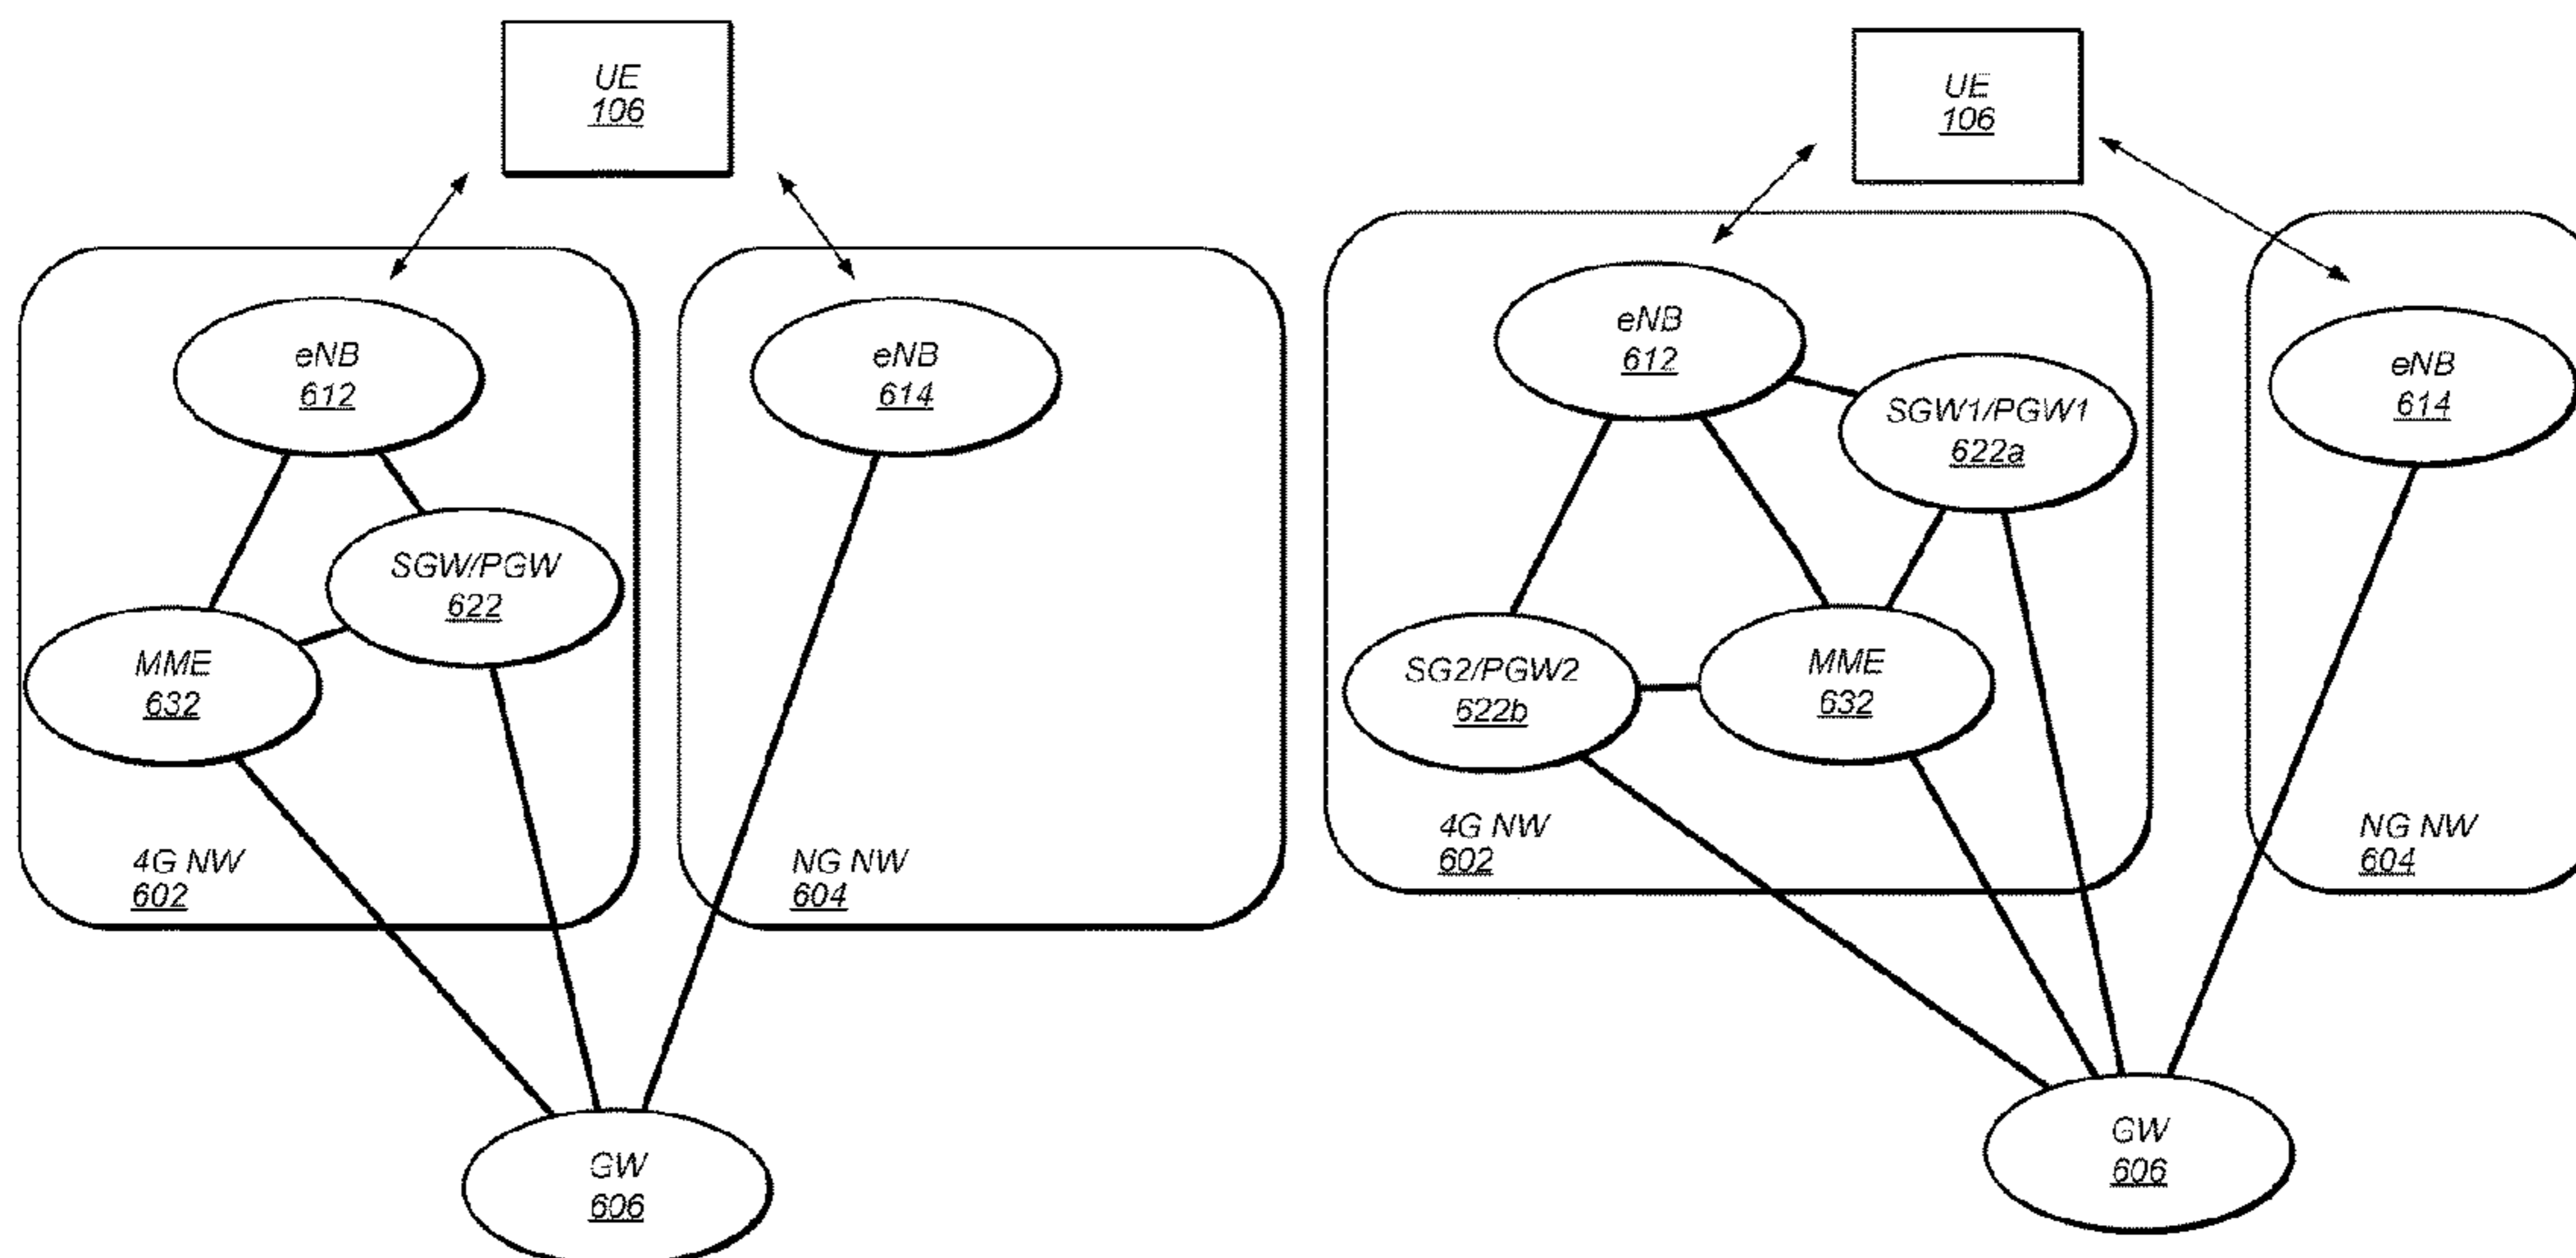 UE
106
eNB
612
eNB
614
SGW/PGW
622
MME
632
4G NW
602
NG NW
604
GW
606
UE
106
eNB
612
SGW1/PGW1
622a
eNB
614
SG2/PGW2
622b
MME
632
4G NW
602
NG NW
604
GW
606